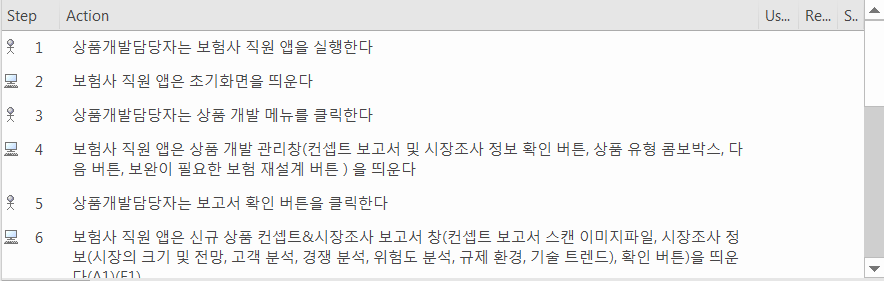 Step Action Us... Re... S...
1 상품개발담당자는 보험사 직원 앱을 실행한다
2 보험사 직원 앱은 초기화면을 띄운다
3 상품개발담당자는 상품 개발 메뉴를 클릭한다
4 보험사 직원 앱은 상품 개발 관리창(컨셉트 보고서 및 시장조사 정보 확인 버튼, 상품 유형 콤보박스, 다
음 버튼, 보완이 필요한 보험 재설계 버튼 ) 을 띄운다
5 상품개발담당자는 보고서 확인 버튼을 클릭한다
6 보험사 직원 앱은 신규 상품 컨셉트&시장조사 보고서 창(컨셉트 보고서 스캔 이미지파일, 시장조사 정
보(시장의 크기 및 전망, 고객 분석, 경쟁 분석, 위험도 분석, 규제 환경, 기술 트렌드), 확인 버튼)을 띄운
다(A1)(E1)